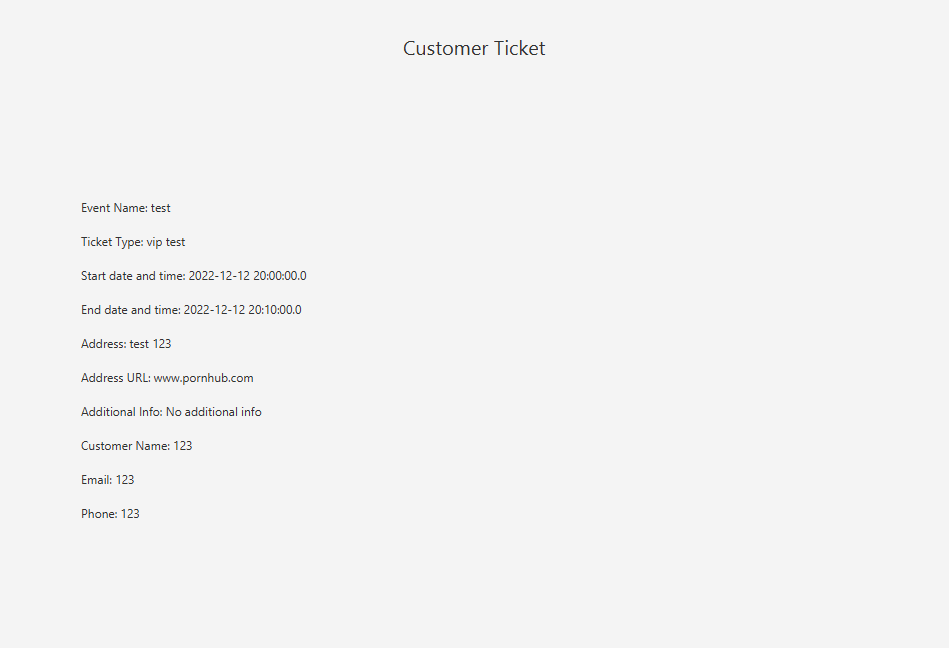 Customer Ticket
Event Name: test
Ticket Type: vip test
Start date and time: 2022-12-12 20:00:00.0
End date and time: 2022-12-12 20:10:00.0
Address: test 123
Address URL: www.pornhub.com
Additional Info: No additional info
Customer Name: 123
Email: 123
Phone: 123